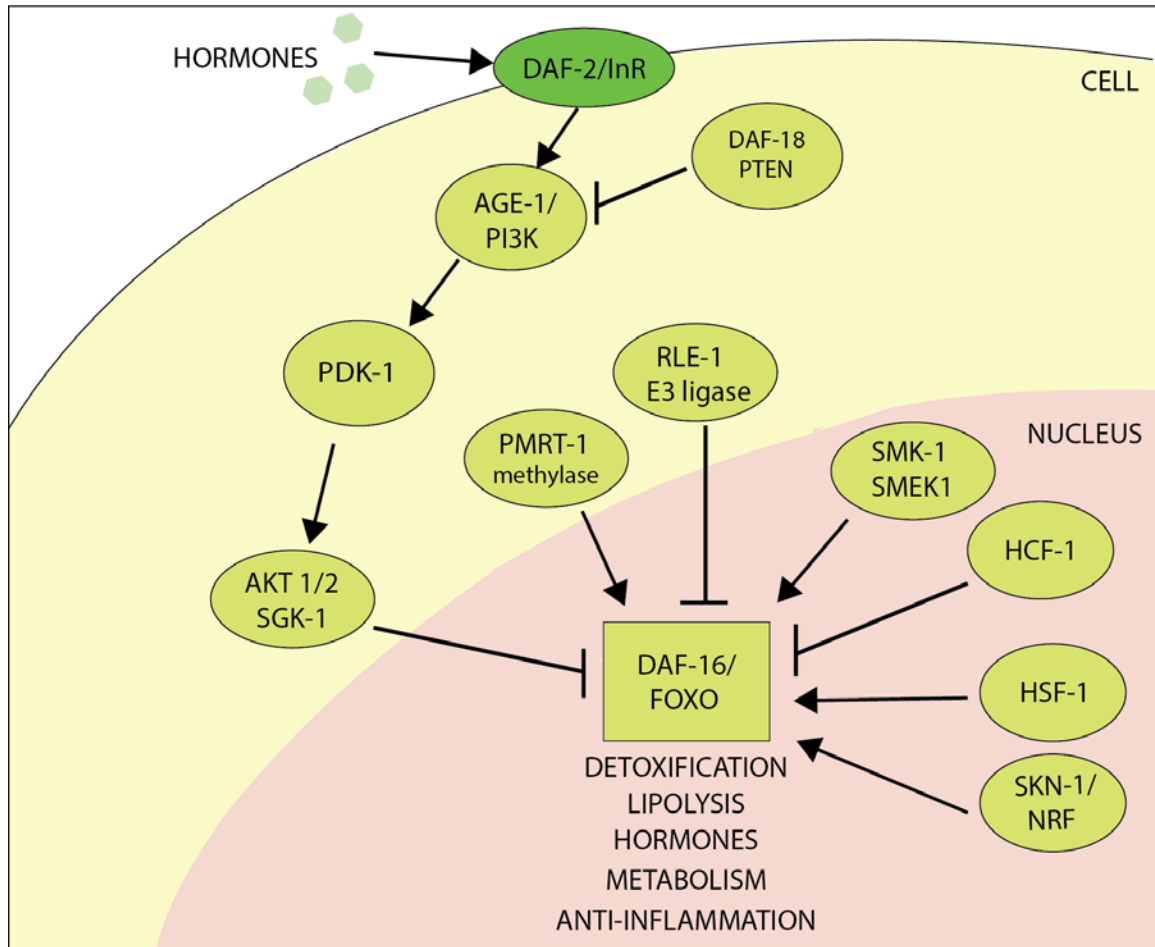 HORMONES
DAF-2/InR
CELL
DAF-18
PTEN
AGE-1/
PI3K
PDK-1
RLE-1
E3 ligase
NUCLEUS
PMRT-1
methylase
SMK-1
SMEK1
HCF-1
AKT 1/2
SGK-1
DAF-16/
FOXO
HSF-1
SKN-1/
NRF
DETOXIFICATION
LIPOLYSIS
HORMONES
METABOLISM
ANTI-INFLAMMATION